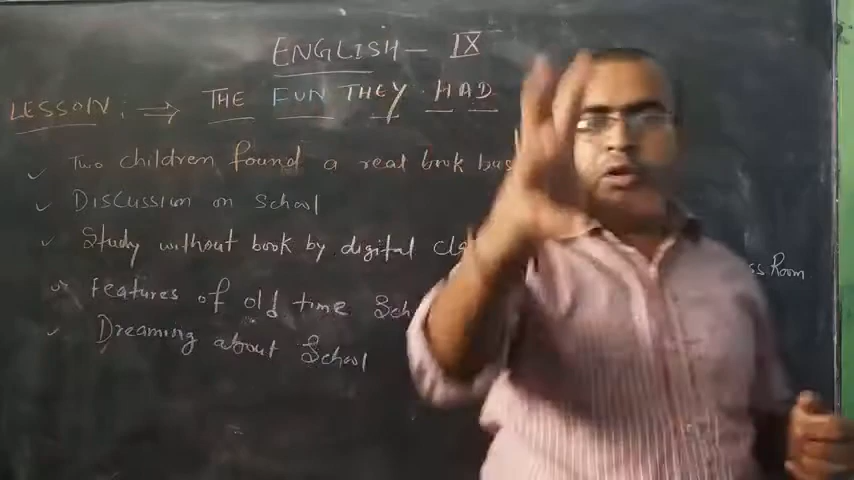 ENGLISH - IX
LESSON : ⇒ THE FUN THEY HAD
✓ Two children found a real book
✓ Discussion on School
✓ Study without book by digital
✓ Features of old time
✓ Dreaming about School
Room